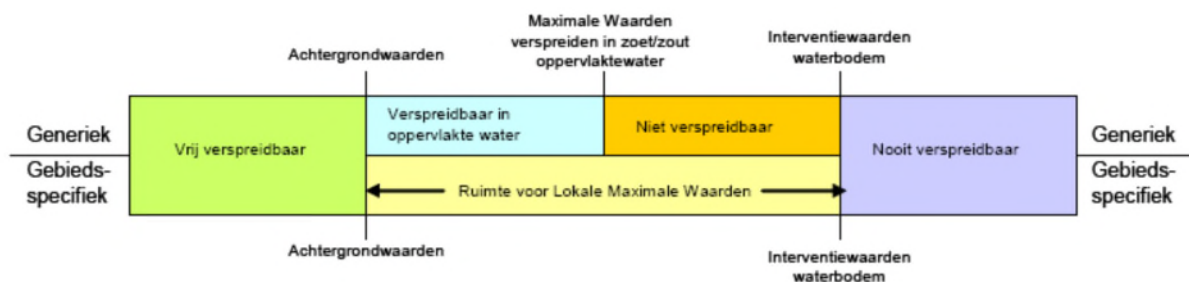 Maximale Waarden
verspreiden in zoet/zout
oppervlaktewater
Achtergrondwaarden
Interventiewaarden
waterbodem
Generiek
Gebieds-
specifiek
Vrij verspreidbaar
Verspreidbaar in
oppervlakte water
Niet verspreidbaar
Nooit verspreidbaar
Ruimte voor Lokale Maximale Waarden
Generiek
Gebieds-
specifiek
Achtergrondwaarden
Interventiewaarden
waterbodem